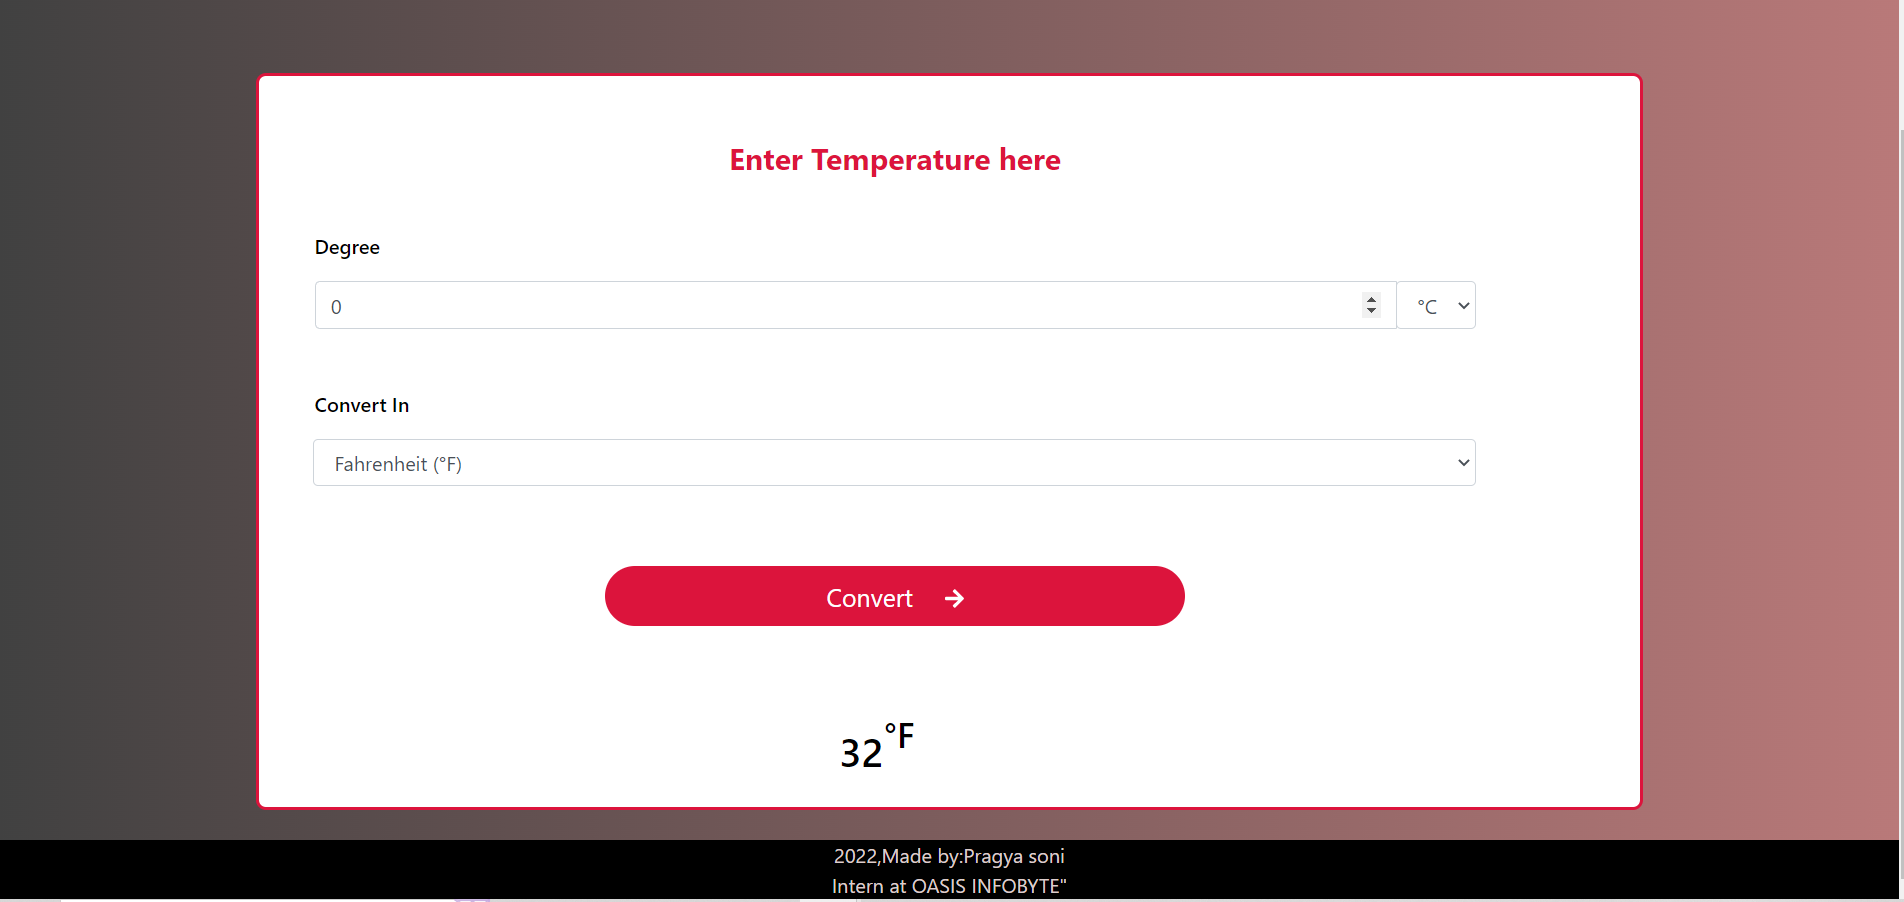 Enter Temperature here
Degree
0 °C
Convert In
Fahrenheit (°F)
Convert
32°F
2022,Made by:Pragya soni
Intern at OASIS INFOBYTE"